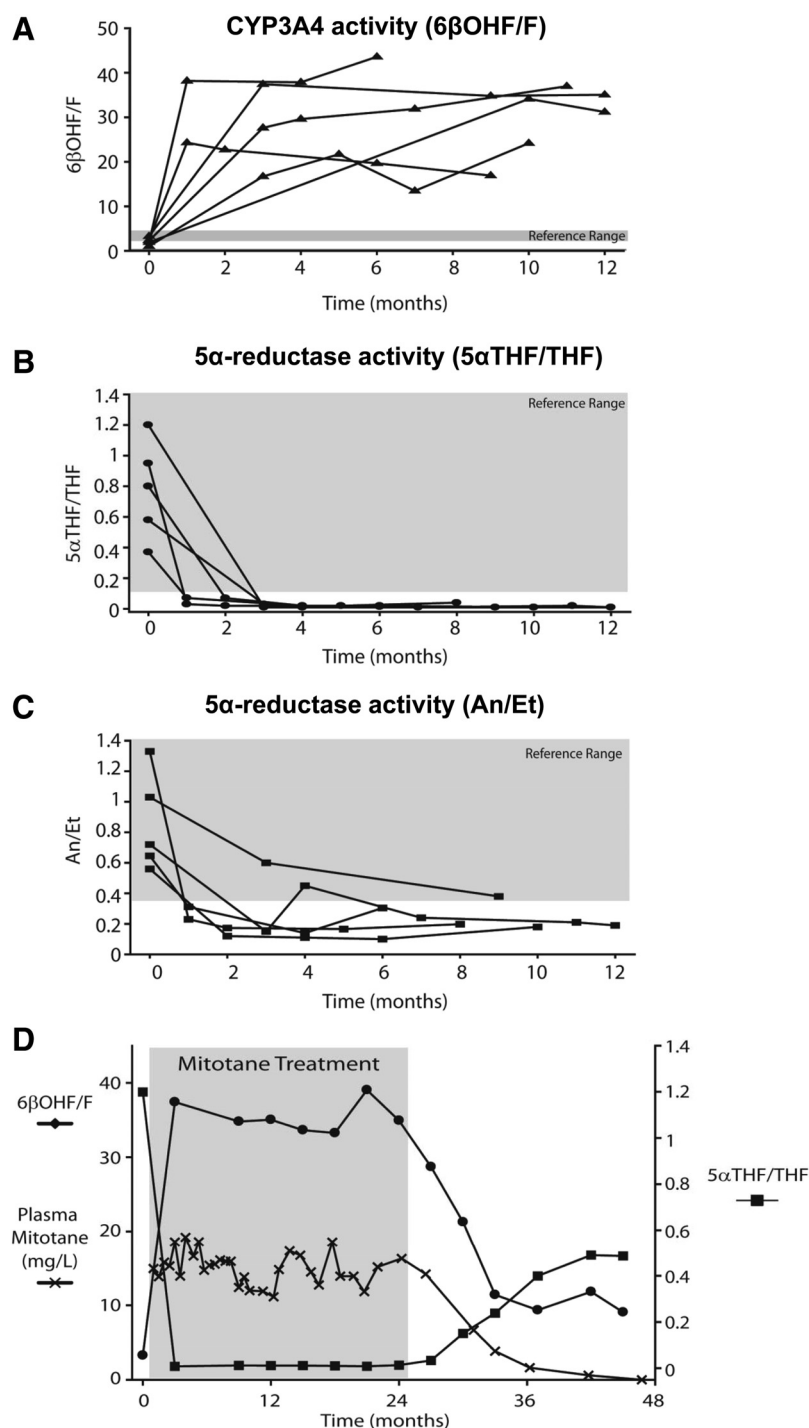 A
CYP3A4 activity (6βOHF/F)
50
40
30
20
10
0
6βOHF/F
Reference Range
0 2 4 6 8 10 12
Time (months)
B
5α-reductase activity (5αTHF/THF)
1.4
1.2
1
0.8
0.6
0.4
0.2
0
5αTHF/THF
Reference Range
0 2 4 6 8 10 12
Time (months)
C
5α-reductase activity (An/Et)
1.4
1.2
1
0.8
0.6
0.4
0.2
0
An/Et
Reference Range
0 2 4 6 8 10 12
Time (months)
D
Mitotane Treatment
6βOHF/F
Plasma
Mitotane
(mg/L)
40
30
20
10
0
1.4
1.2
1
0.8
0.6
0.4
0.2
0
5αTHF/THF
0 12 24 36 48
Time (months)